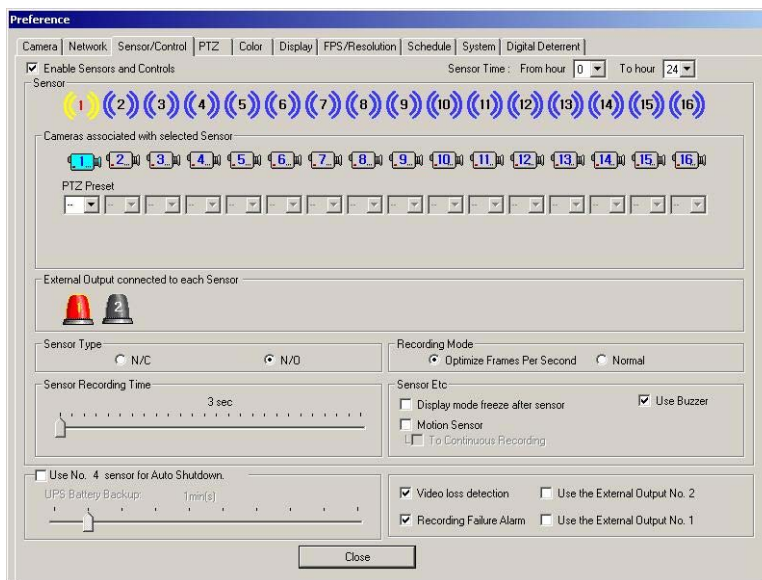 Preference
Camera Network Sensor/Control PTZ Color Display FPS/Resolution Schedule System Digital Deterrent
Enable Sensors and Controls Sensor Time : From hour 0 To hour 24
Sensor
1 2 3 4 5 6 7 8 9 10 11 12 13 14 15 16
Cameras associated with selected Sensor
1 2 3 4 5 6 7 8 9 10 11 12 13 14 15 16
PTZ Preset
-- -- -- -- -- -- -- -- -- -- -- -- -- -- -- --
External Output connected to each Sensor
1 2
Sensor Type Recording Mode
N/C N/O Optimize Frames Per Second Normal
Sensor Recording Time Sensor Etc
3 sec Display mode freeze after sensor Use Buzzer
Motion Sensor
To Continuous Recording
Use No. 4 sensor for Auto Shutdown.
UPS Battery Backup: 1min(s) Video loss detection Use the External Output No. 2
Recording Failure Alarm Use the External Output No. 1
Close